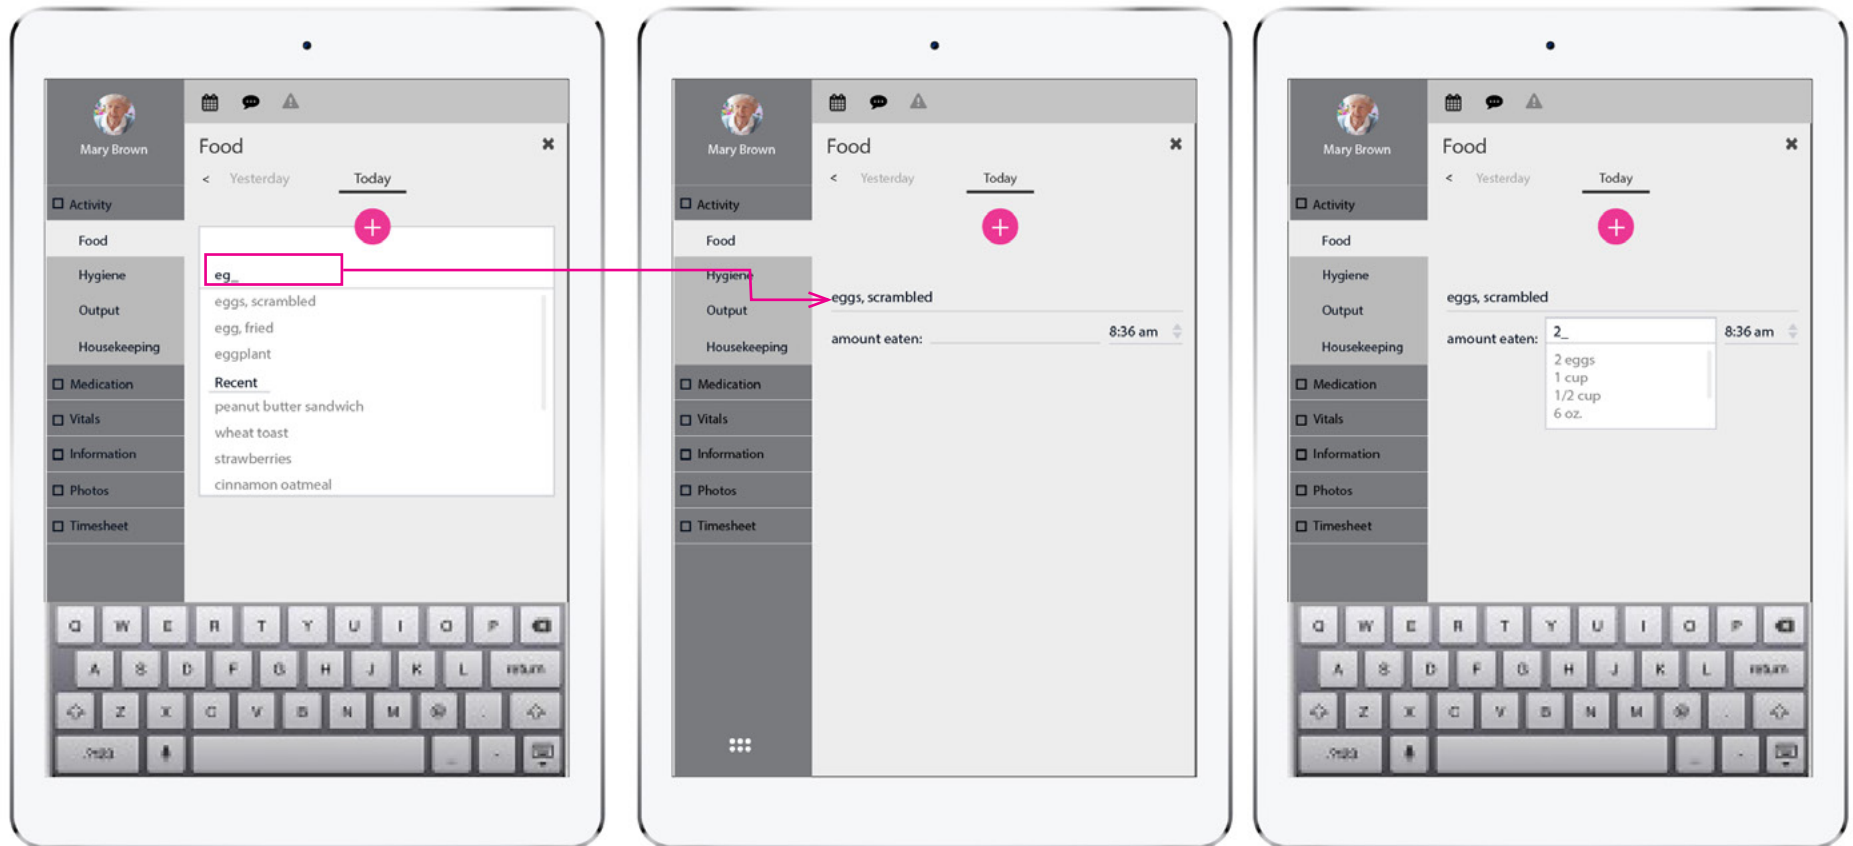 Mary Brown
Food
< Yesterday Today
Activity
Food
Hygiene
Output
Housekeeping
Medication
Vitals
Information
Photos
Timesheet
eg_
eggs, scrambled
egg, fried
eggplant
Recent
peanut butter sandwich
wheat toast
strawberries
cinnamon oatmeal
Q W E R T Y U I O P
A S D F G H J K L return
Z X C V B N M @ .
.?123 _ -
Mary Brown
Food
< Yesterday Today
Activity
Food
Hygiene
Output
Housekeeping
Medication
Vitals
Information
Photos
Timesheet
eggs, scrambled
amount eaten: 8:36 am
Mary Brown
Food
< Yesterday Today
Activity
Food
Hygiene
Output
Housekeeping
Medication
Vitals
Information
Photos
Timesheet
eggs, scrambled
amount eaten: 2_ 8:36 am
2 eggs
1 cup
1/2 cup
6 oz.
Q W E R T Y U I O P
A S D F G H J K L return
Z X C V B N M @ .
.?123 _ -